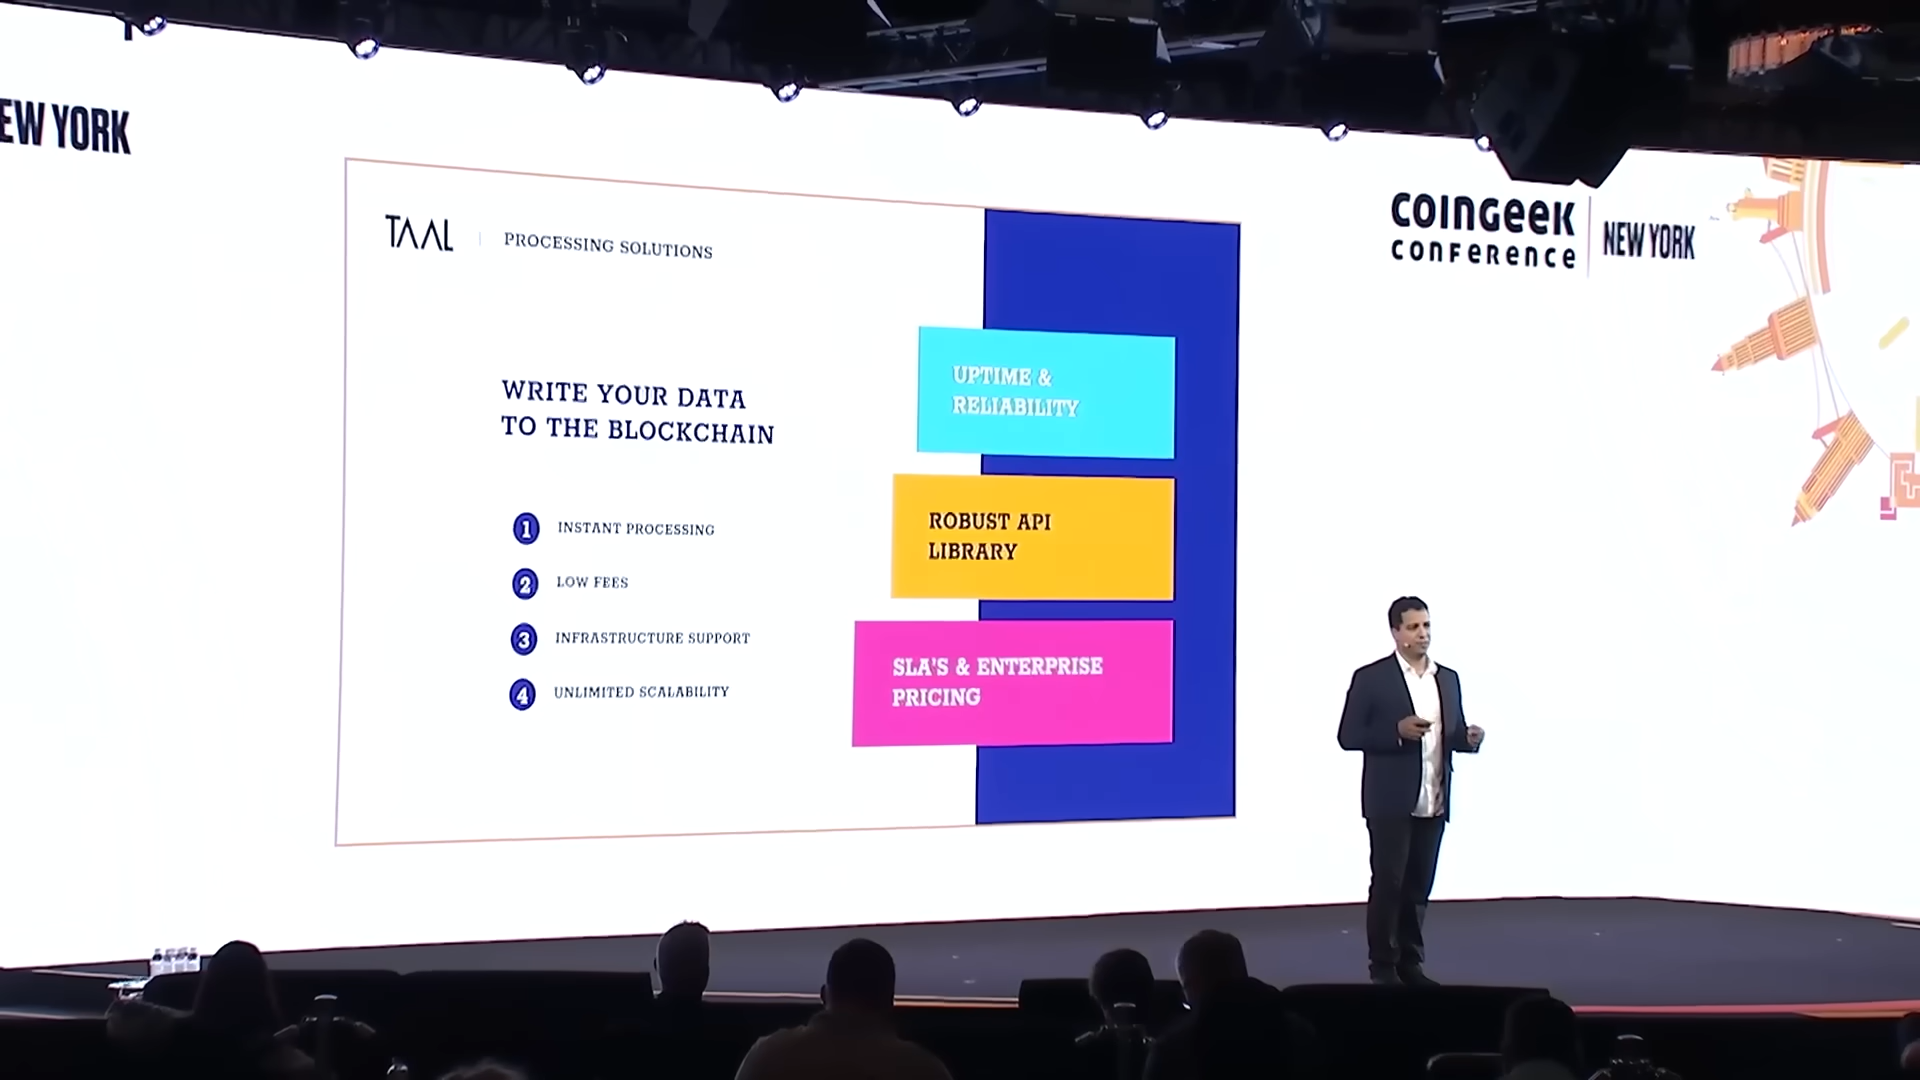 EW YORK
COINGEEK
CONFERENCE
NEW YORK
TAAL
PROCESSING SOLUTIONS
WRITE YOUR DATA
TO THE BLOCKCHAIN
1 INSTANT PROCESSING
2 LOW FEES
3 INFRASTRUCTURE SUPPORT
4 UNLIMITED SCALABILITY
UPTIME &
RELIABILITY
ROBUST API
LIBRARY
SLA'S & ENTERPRISE
PRICING